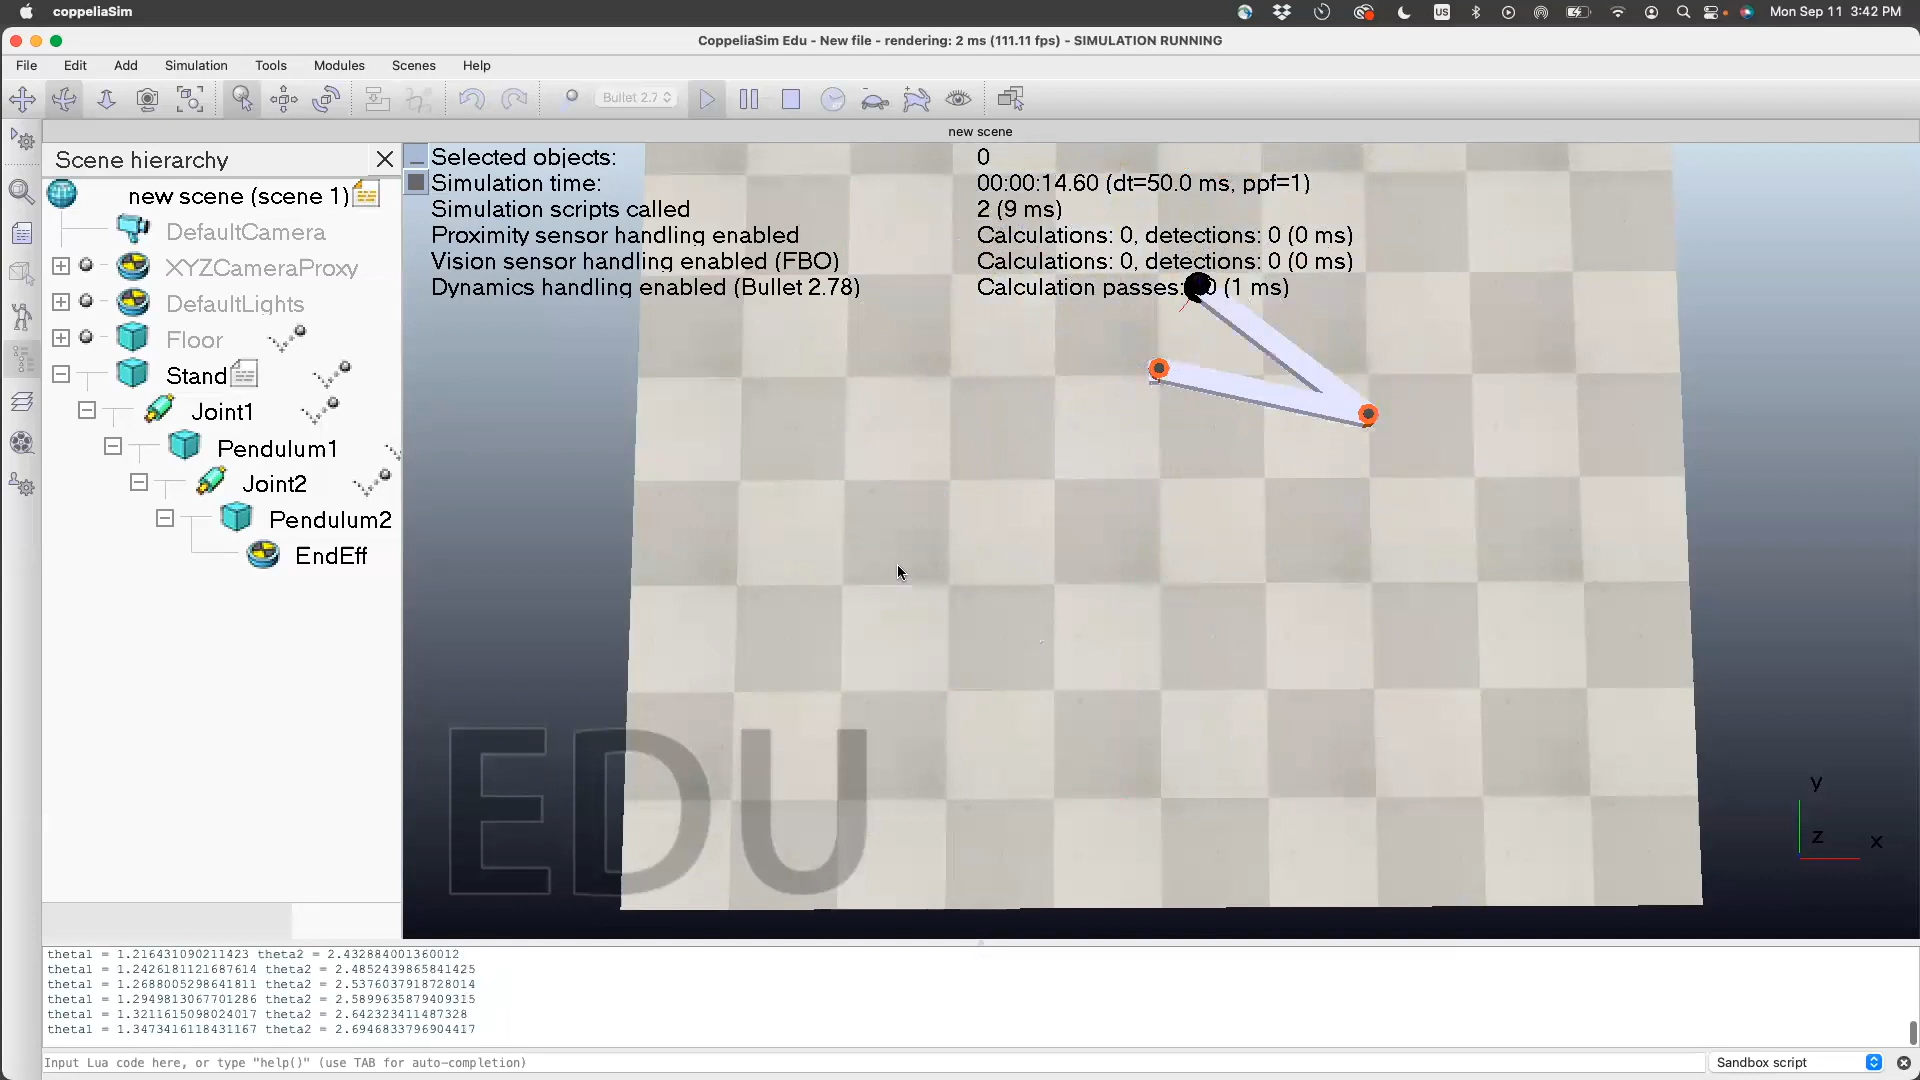 coppeliaSim
US
Mon Sep 11 3:42 PM
CoppeliaSim Edu - New file - rendering: 2 ms (111.11 fps) - SIMULATION RUNNING
File Edit Add Simulation Tools Modules Scenes Help
Bullet 2.7
new scene
Scene hierarchy
new scene (scene 1)
DefaultCamera
XYZCameraProxy
DefaultLights
Floor
Stand
Joint1
Pendulum1
Joint2
Pendulum2
EndEff
Selected objects: 0
Simulation time: 00:00:14.60 (dt=50.0 ms, ppf=1)
Simulation scripts called 2 (9 ms)
Proximity sensor handling enabled Calculations: 0, detections: 0 (0 ms)
Vision sensor handling enabled (FBO) Calculations: 0, detections: 0 (0 ms)
Dynamics handling enabled (Bullet 2.78) Calculation passes: 0 (1 ms)
EDU
y
z x
theta1 = 1.216431090211423 theta2 = 2.432884001360012
theta1 = 1.2426181121687614 theta2 = 2.4852439865841425
theta1 = 1.2688005298641811 theta2 = 2.5376037918728014
theta1 = 1.2949813067701286 theta2 = 2.5899635879409315
theta1 = 1.3211615098024017 theta2 = 2.642323411487328
theta1 = 1.3473416118431167 theta2 = 2.6946833796904417
Input Lua code here, or type "help()" (use TAB for auto-completion)
Sandbox script